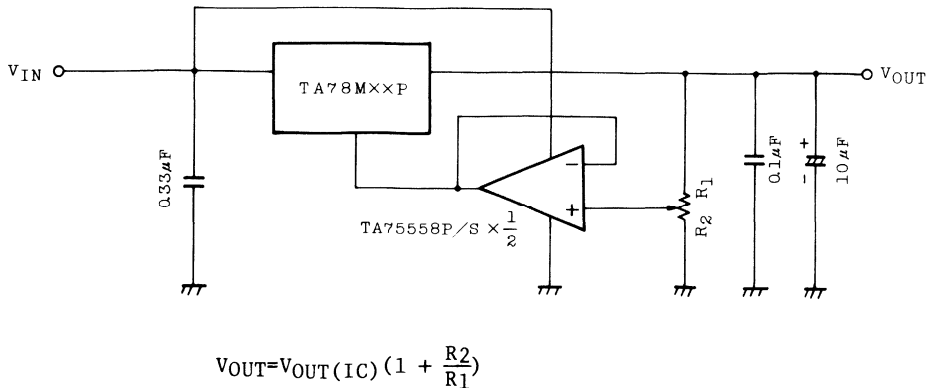 VIN
TA78M××P
VOUT
0.33μF
TA75558P/S × 1/2
−
+
R1
R2
0.1μF
+
−
10μF
VOUT=VOUT(IC)(1 + R2/R1)